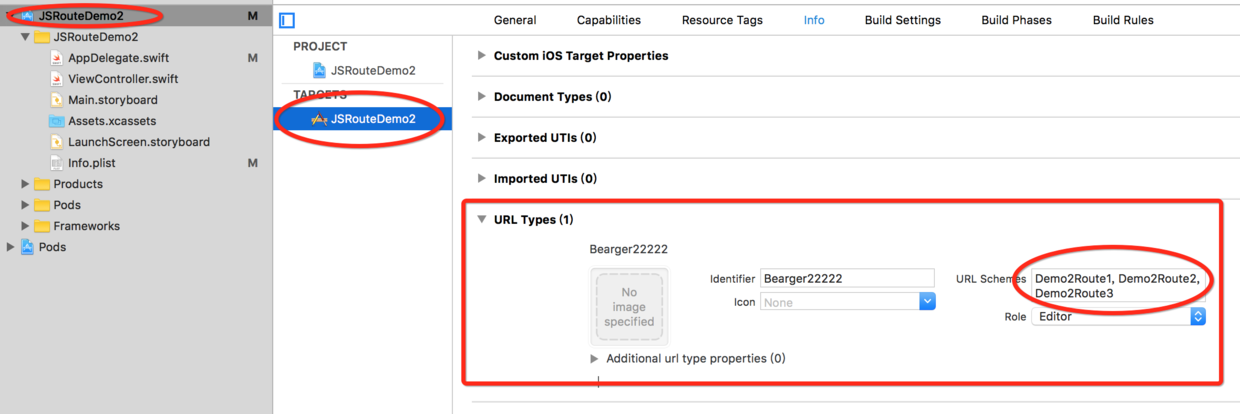 JSRouteDemo2 M
JSRouteDemo2
AppDelegate.swift M
ViewController.swift
Main.storyboard
Assets.xcassets
LaunchScreen.storyboard
Info.plist M
Products
Pods
Frameworks
Pods
General Capabilities Resource Tags Info Build Settings Build Phases Build Rules
PROJECT
JSRouteDemo2
TARGETS
JSRouteDemo2
Custom iOS Target Properties
Document Types (0)
Exported UTIs (0)
Imported UTIs (0)
URL Types (1)
Bearger22222
No
image
specified
Identifier Bearger22222
Icon None
URL Schemes Demo2Route1, Demo2Route2,
Demo2Route3
Role Editor
Additional url type properties (0)